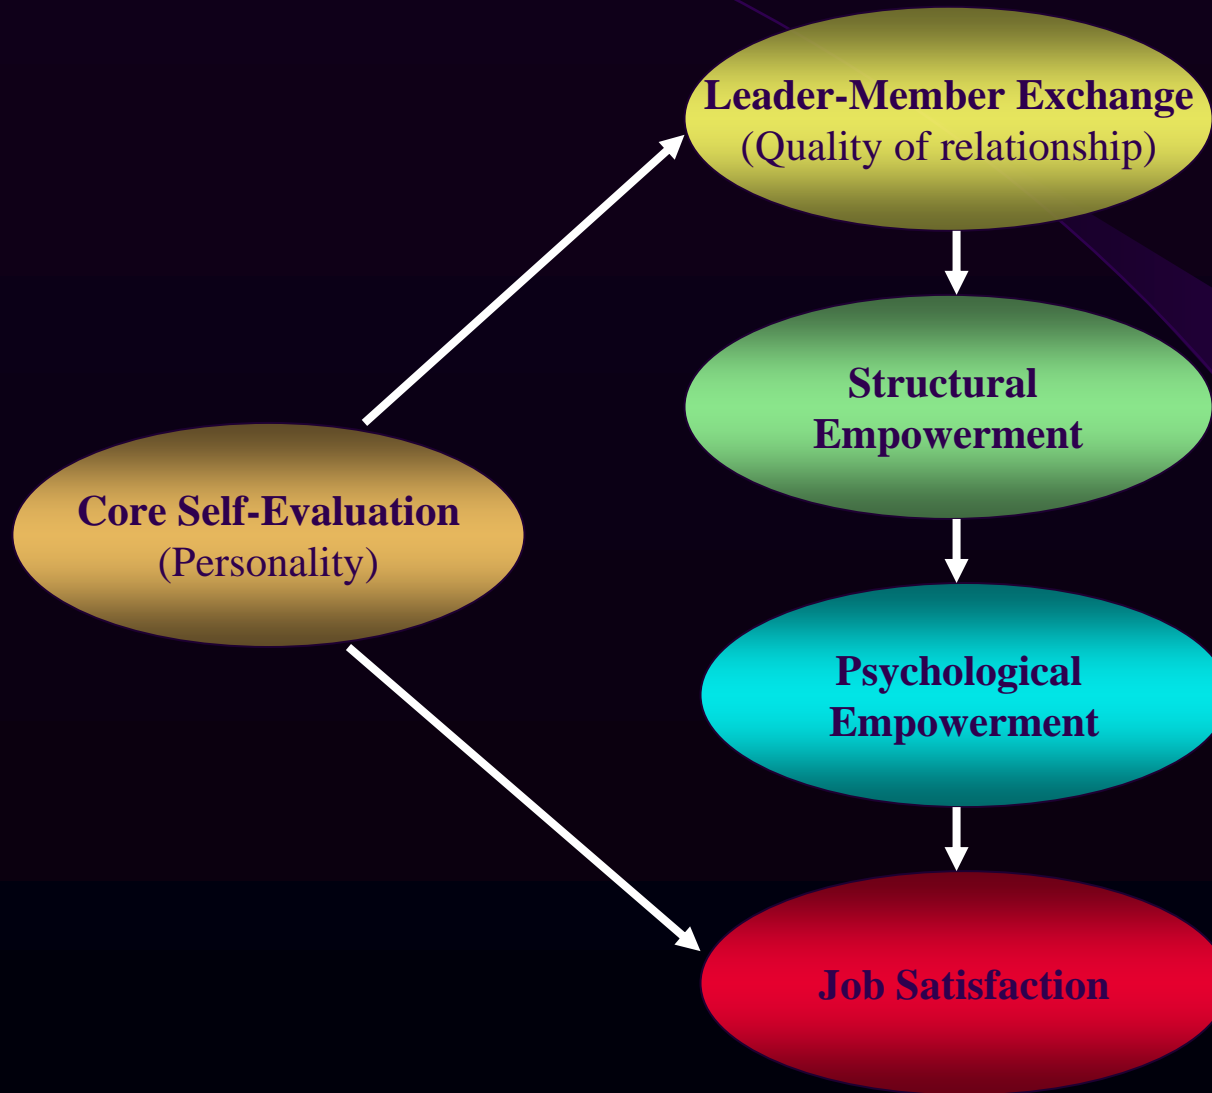 Leader-Member Exchange
(Quality of relationship)
Structural
Empowerment
Core Self-Evaluation
(Personality)
Psychological
Empowerment
Job Satisfaction